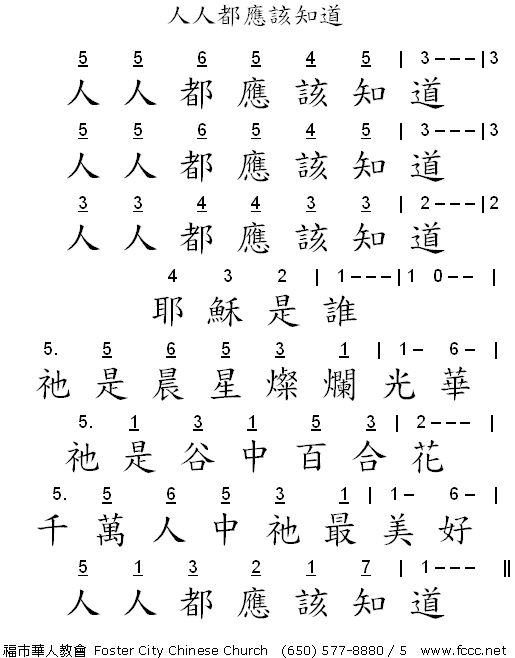 人人都應該知道
5 5 6 5 4 5 | 3--- | 3
人人都應該知道
5 5 6 5 4 5 | 3--- | 3
人人都應該知道
3 3 4 4 3 3 | 2--- | 2
人人都應該知道
4 3 2 | 1--- | 1 0-- |
耶穌是誰
5. 5 6 5 3 1 | 1- 6- |
祂是晨星燦爛光華
5. 1 3 1 5 3 | 2--- |
祂是谷中百合花
5. 5 6 5 3 1 | 1- 6- |
千萬人中祂最美好
5 1 3 2 1 7 | 1--- ||
人人都應該知道
福市華人教會 Foster City Chinese Church (650) 577-8880 / 5 www.fccc.net